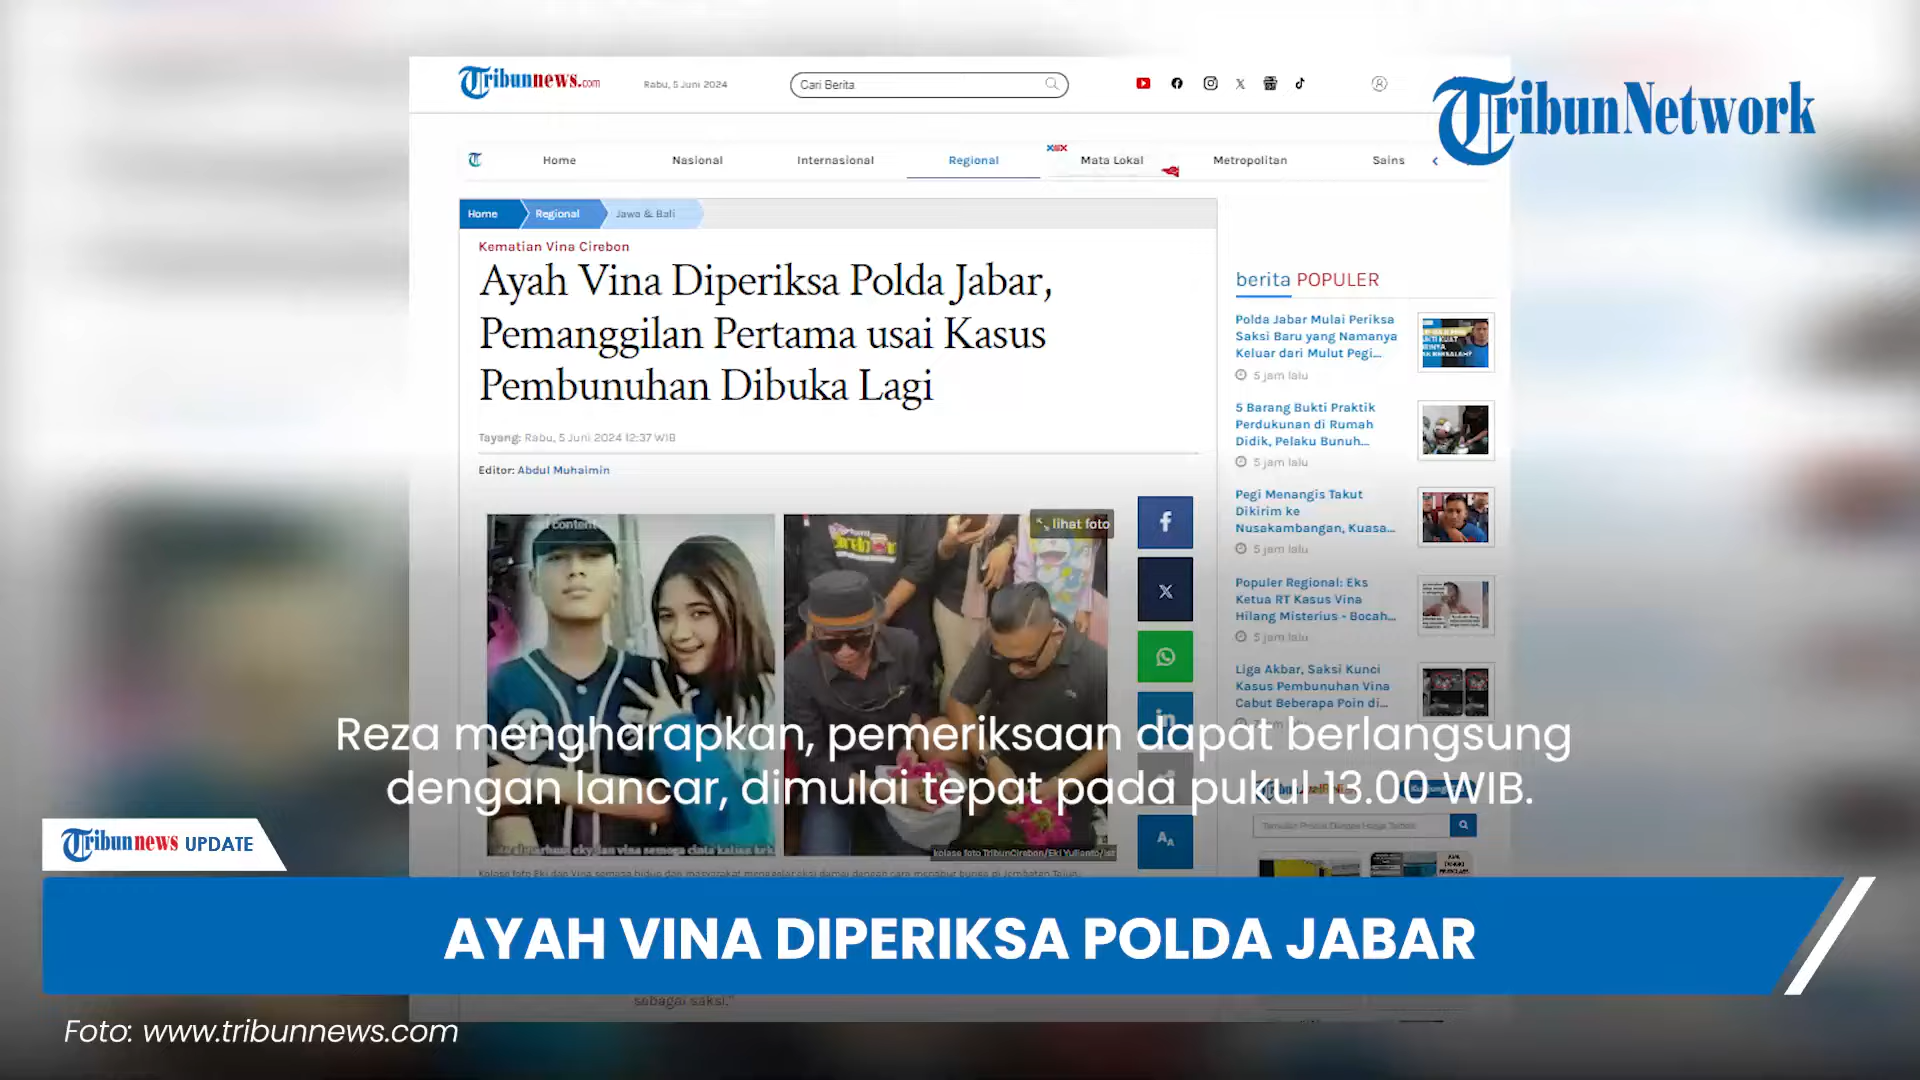 Tribunnews.com
Rabu, 5 Juni 2024
Cari Berita
TribunNetwork
Home
Nasional
Internasional
Regional
Mata Lokal
Metropolitan
Sains
Home
Regional
Jawa & Bali
Kematian Vina Cirebon
Ayah Vina Diperiksa Polda Jabar,
Pemanggilan Pertama usai Kasus
Pembunuhan Dibuka Lagi
Tayang: Rabu, 5 Juni 2024 12:37 WIB
Editor: Abdul Muhaimin
lihat foto
kolase foto TribunCirebon/Eki Yulianto/ist
berita POPULER
Polda Jabar Mulai Periksa
Saksi Baru yang Namanya
Keluar dari Mulut Pegi...
5 jam lalu
5 Barang Bukti Praktik
Perdukunan di Rumah
Didik, Pelaku Bunuh...
5 jam lalu
Pegi Menangis Takut
Dikirim ke
Nusakambangan, Kuasa...
5 jam lalu
Populer Regional: Eks
Ketua RT Kasus Vina
Hilang Misterius - Bocah...
5 jam lalu
Liga Akbar, Saksi Kunci
Kasus Pembunuhan Vina
Cabut Beberapa Poin di...
Reza mengharapkan, pemeriksaan dapat berlangsung
dengan lancar, dimulai tepat pada pukul 13.00 WIB.
Tribunnews UPDATE
AYAH VINA DIPERIKSA POLDA JABAR
sebagai saksi."
Foto: www.tribunnews.com